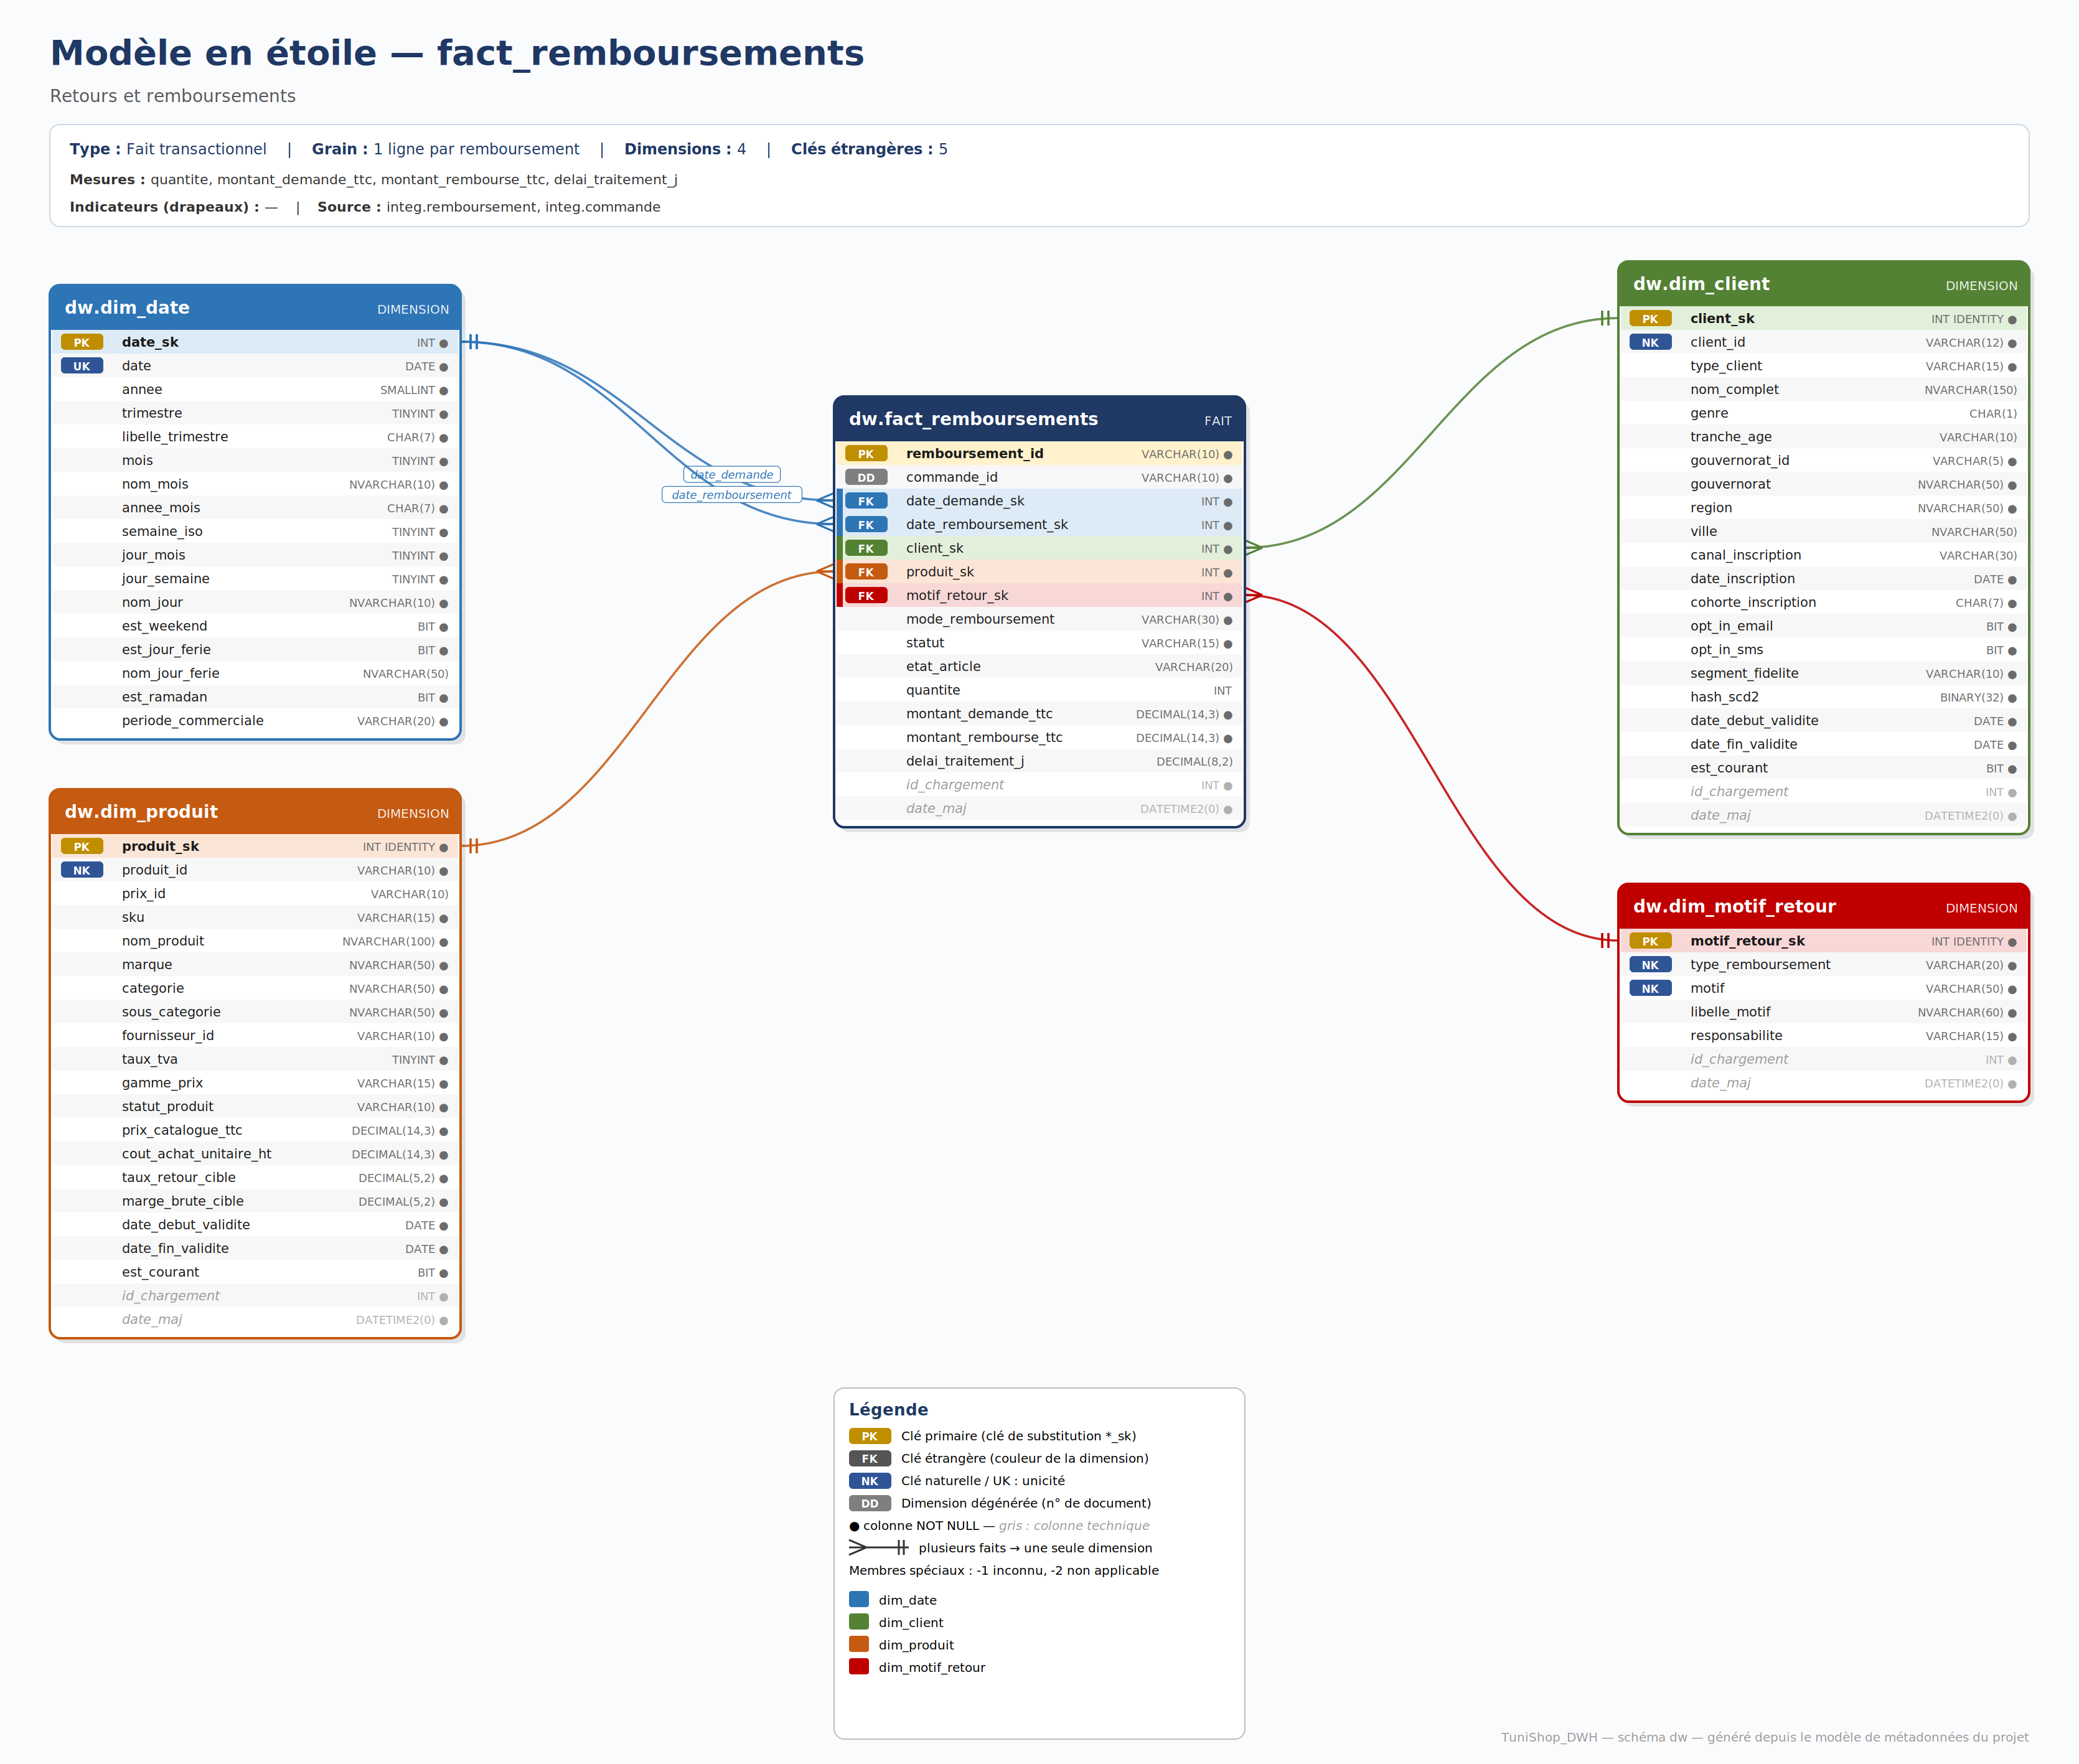 Modèle en étoile — fact_remboursements
Retours et remboursements
Type : Fait transactionnel | Grain : 1 ligne par remboursement | Dimensions : 4 | Clés étrangères : 5
Mesures : quantite, montant_demande_ttc, montant_rembourse_ttc, delai_traitement_j
Indicateurs (drapeaux) : — | Source : integ.remboursement, integ.commande
dw.dim_date DIMENSION
PK date_sk INT ●
UK date DATE ●
annee SMALLINT ●
trimestre TINYINT ●
libelle_trimestre CHAR(7) ●
mois TINYINT ●
nom_mois NVARCHAR(10) ●
annee_mois CHAR(7) ●
semaine_iso TINYINT ●
jour_mois TINYINT ●
jour_semaine TINYINT ●
nom_jour NVARCHAR(10) ●
est_weekend BIT ●
est_jour_ferie BIT ●
nom_jour_ferie NVARCHAR(50)
est_ramadan BIT ●
periode_commerciale VARCHAR(20) ●
dw.dim_produit DIMENSION
PK produit_sk INT IDENTITY ●
NK produit_id VARCHAR(10) ●
prix_id VARCHAR(10)
sku VARCHAR(15) ●
nom_produit NVARCHAR(100) ●
marque NVARCHAR(50) ●
categorie NVARCHAR(50) ●
sous_categorie NVARCHAR(50) ●
fournisseur_id VARCHAR(10) ●
taux_tva TINYINT ●
gamme_prix VARCHAR(15) ●
statut_produit VARCHAR(10) ●
prix_catalogue_ttc DECIMAL(14,3) ●
cout_achat_unitaire_ht DECIMAL(14,3) ●
taux_retour_cible DECIMAL(5,2) ●
marge_brute_cible DECIMAL(5,2) ●
date_debut_validite DATE ●
date_fin_validite DATE ●
est_courant BIT ●
id_chargement INT ●
date_maj DATETIME2(0) ●
date_demande
date_remboursement
dw.fact_remboursements FAIT
PK remboursement_id VARCHAR(10) ●
DD commande_id VARCHAR(10) ●
FK date_demande_sk INT ●
FK date_remboursement_sk INT ●
FK client_sk INT ●
FK produit_sk INT ●
FK motif_retour_sk INT ●
mode_remboursement VARCHAR(30) ●
statut VARCHAR(15) ●
etat_article VARCHAR(20)
quantite INT
montant_demande_ttc DECIMAL(14,3) ●
montant_rembourse_ttc DECIMAL(14,3) ●
delai_traitement_j DECIMAL(8,2)
id_chargement INT ●
date_maj DATETIME2(0) ●
dw.dim_client DIMENSION
PK client_sk INT IDENTITY ●
NK client_id VARCHAR(12) ●
type_client VARCHAR(15) ●
nom_complet NVARCHAR(150)
genre CHAR(1)
tranche_age VARCHAR(10)
gouvernorat_id VARCHAR(5) ●
gouvernorat NVARCHAR(50) ●
region NVARCHAR(50) ●
ville NVARCHAR(50)
canal_inscription VARCHAR(30)
date_inscription DATE ●
cohorte_inscription CHAR(7) ●
opt_in_email BIT ●
opt_in_sms BIT ●
segment_fidelite VARCHAR(10) ●
hash_scd2 BINARY(32) ●
date_debut_validite DATE ●
date_fin_validite DATE ●
est_courant BIT ●
id_chargement INT ●
date_maj DATETIME2(0) ●
dw.dim_motif_retour DIMENSION
PK motif_retour_sk INT IDENTITY ●
NK type_remboursement VARCHAR(20) ●
NK motif VARCHAR(50) ●
libelle_motif NVARCHAR(60) ●
responsabilite VARCHAR(15) ●
id_chargement INT ●
date_maj DATETIME2(0) ●
Légende
PK Clé primaire (clé de substitution *_sk)
FK Clé étrangère (couleur de la dimension)
NK Clé naturelle / UK : unicité
DD Dimension dégénérée (n° de document)
● colonne NOT NULL — gris : colonne technique
plusieurs faits → une seule dimension
Membres spéciaux : -1 inconnu, -2 non applicable
dim_date
dim_client
dim_produit
dim_motif_retour
TuniShop_DWH — schéma dw — généré depuis le modèle de métadonnées du projet